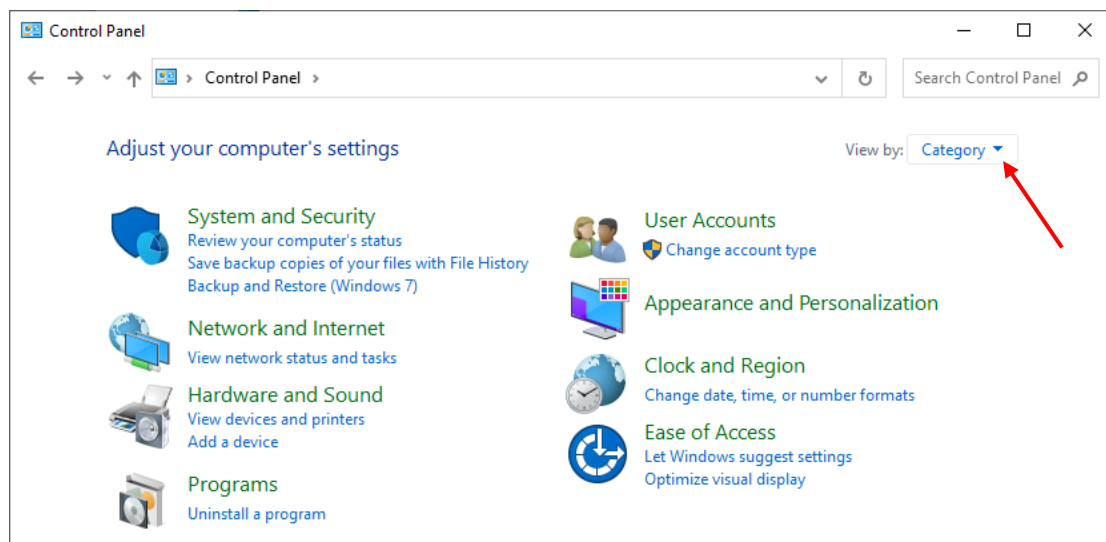 Control Panel
Control Panel
Search Control Panel
Adjust your computer's settings
View by: Category
System and Security
Review your computer's status
Save backup copies of your files with File History
Backup and Restore (Windows 7)
Network and Internet
View network status and tasks
Hardware and Sound
View devices and printers
Add a device
Programs
Uninstall a program
User Accounts
Change account type
Appearance and Personalization
Clock and Region
Change date, time, or number formats
Ease of Access
Let Windows suggest settings
Optimize visual display